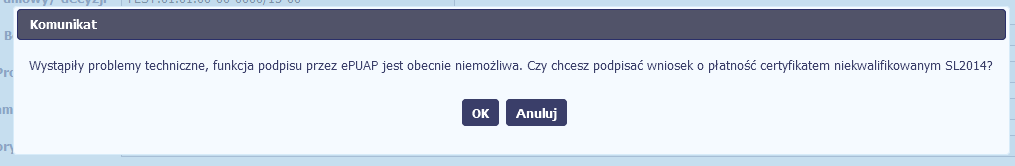 Komunikat
Wystąpiły problemy techniczne, funkcja podpisu przez ePUAP jest obecnie niemożliwa. Czy chcesz podpisać wniosek o płatność certyfikatem niekwalifikowanym SL2014?
OK Anuluj